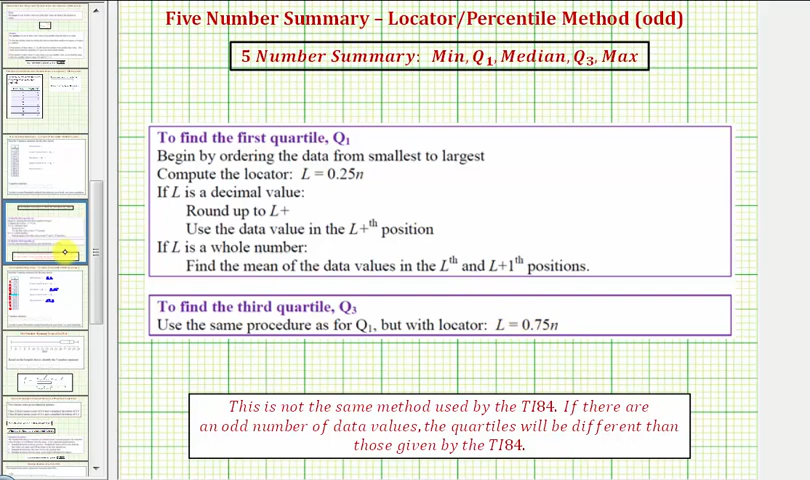 Five Number Summary – Locator/Percentile Method (odd)
5 Number Summary: Min, Q₁, Median, Q₃, Max
To find the first quartile, Q₁
Begin by ordering the data from smallest to largest
Compute the locator: L = 0.25n
If L is a decimal value:
Round up to L+
Use the data value in the L+ᵗʰ position
If L is a whole number:
Find the mean of the data values in the Lᵗʰ and L+1ᵗʰ positions.
To find the third quartile, Q₃
Use the same procedure as for Q₁, but with locator: L = 0.75n
This is not the same method used by the TI84. If there are
an odd number of data values, the quartiles will be different than
those given by the TI84.